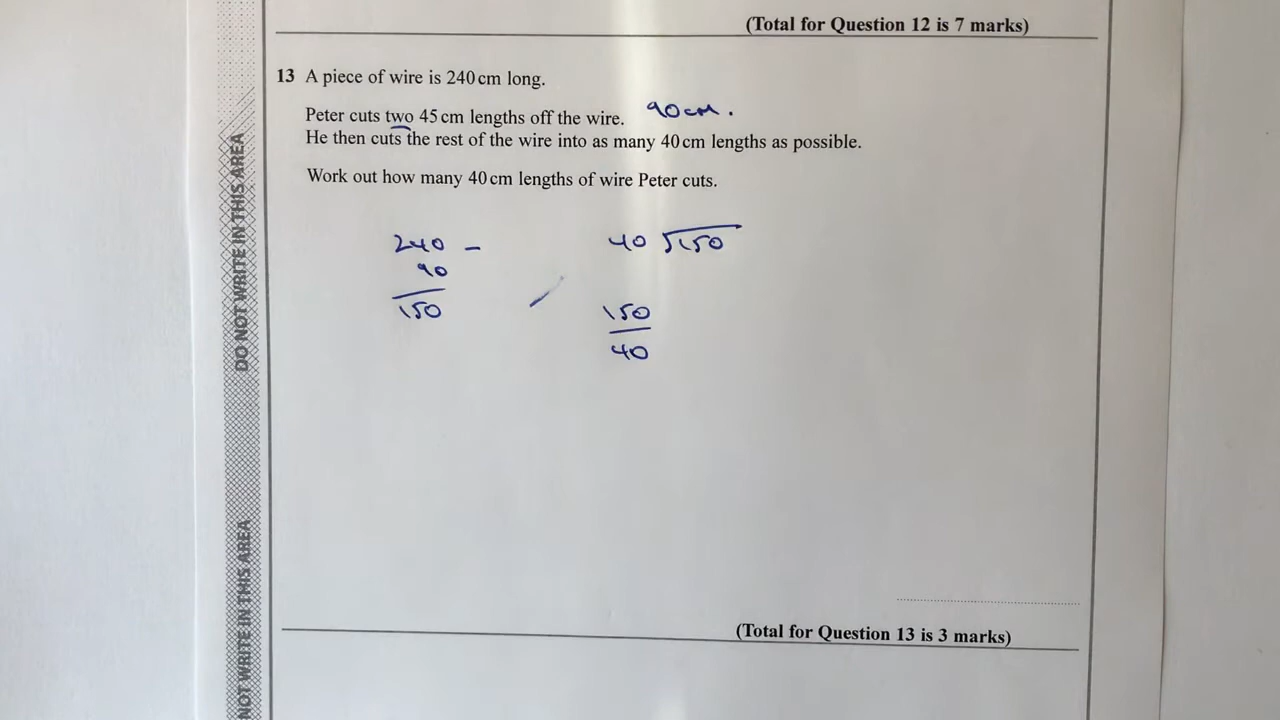 (Total for Question 12 is 7 marks)
13 A piece of wire is 240 cm long.
Peter cuts two 45 cm lengths off the wire. 90cm.
He then cuts the rest of the wire into as many 40 cm lengths as possible.
Work out how many 40 cm lengths of wire Peter cuts.
240 -
90
150
40 150
150
40
(Total for Question 13 is 3 marks)
DO NOT WRITE IN THIS AREA
NOT WRITE IN THIS AREA